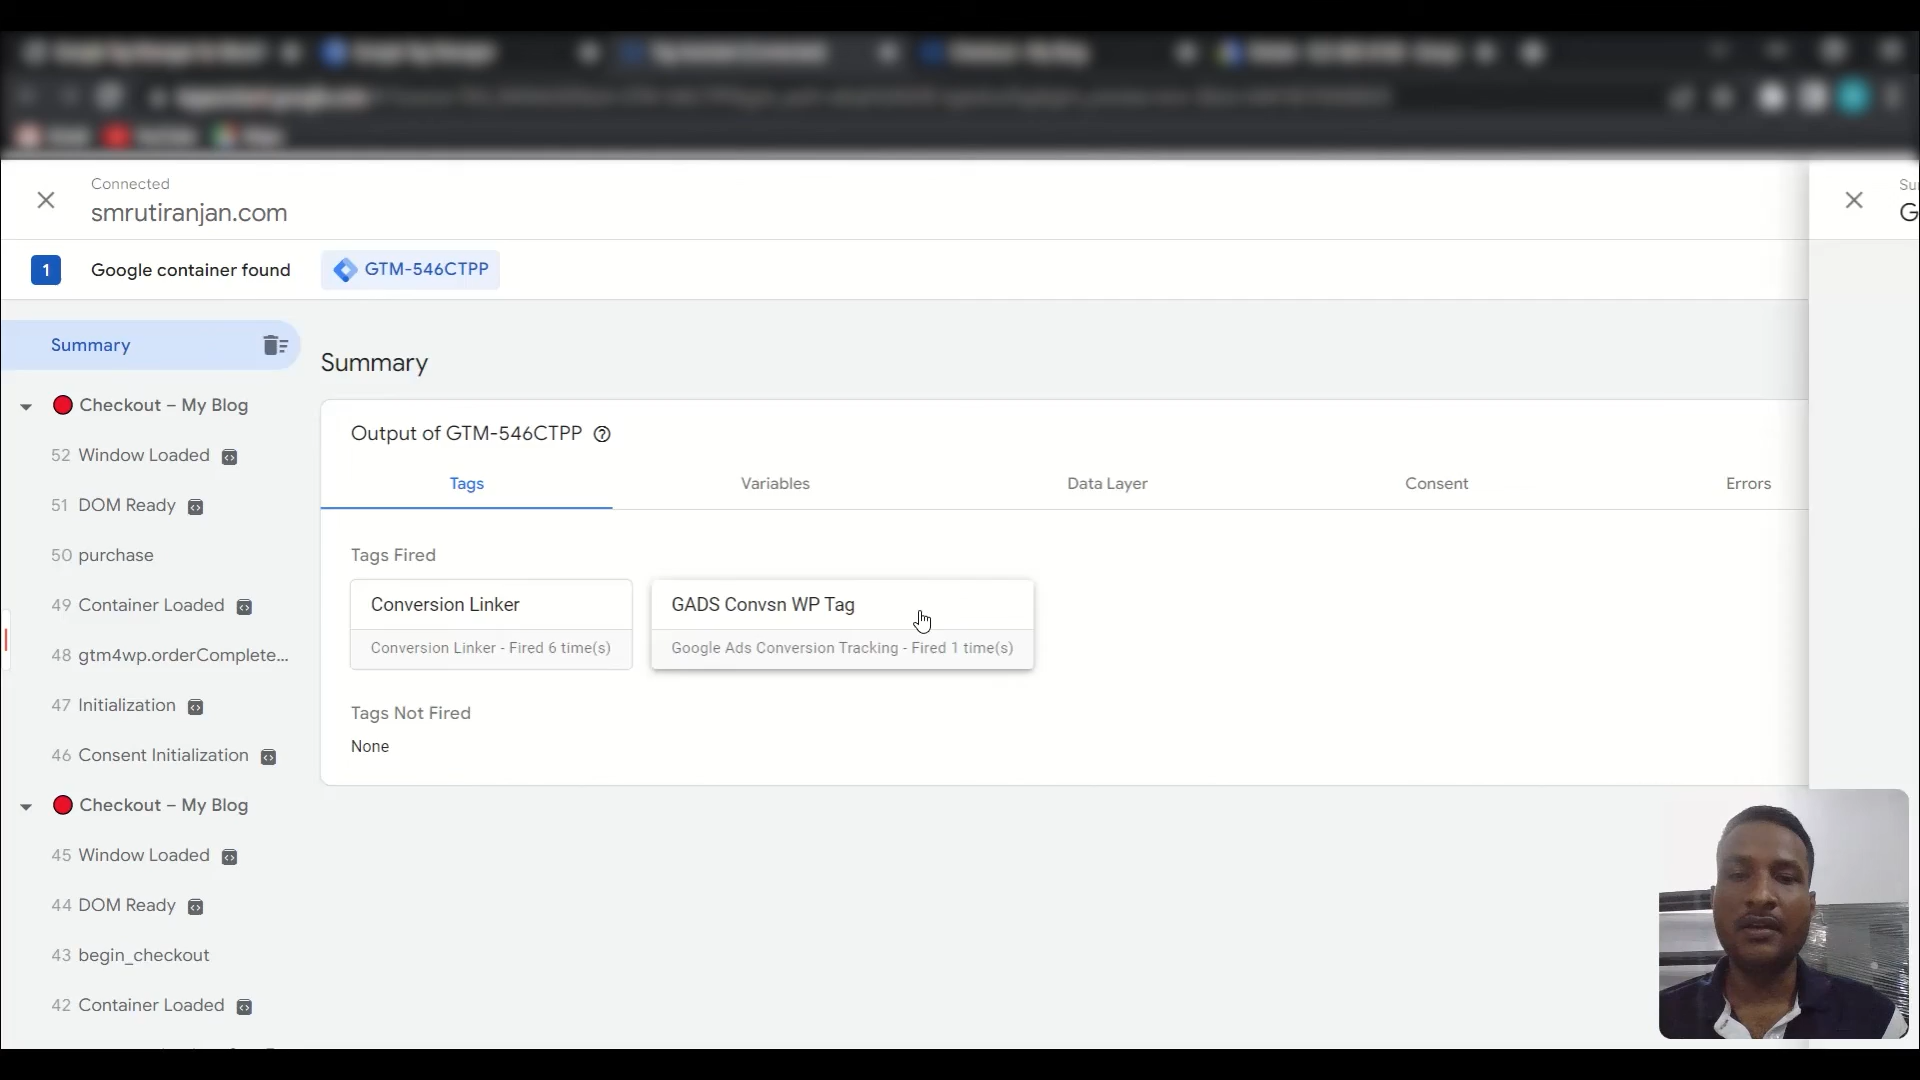 Connected
smrutiranjan.com
Su
G
1 Google container found GTM-546CTPP
Summary
Checkout – My Blog
52 Window Loaded
51 DOM Ready
50 purchase
49 Container Loaded
48 gtm4wp.orderComplete...
47 Initialization
46 Consent Initialization
Checkout – My Blog
45 Window Loaded
44 DOM Ready
43 begin_checkout
42 Container Loaded
Summary
Output of GTM-546CTPP
Tags Variables Data Layer Consent Errors
Tags Fired
Conversion Linker
Conversion Linker - Fired 6 time(s)
GADS Convsn WP Tag
Google Ads Conversion Tracking - Fired 1 time(s)
Tags Not Fired
None